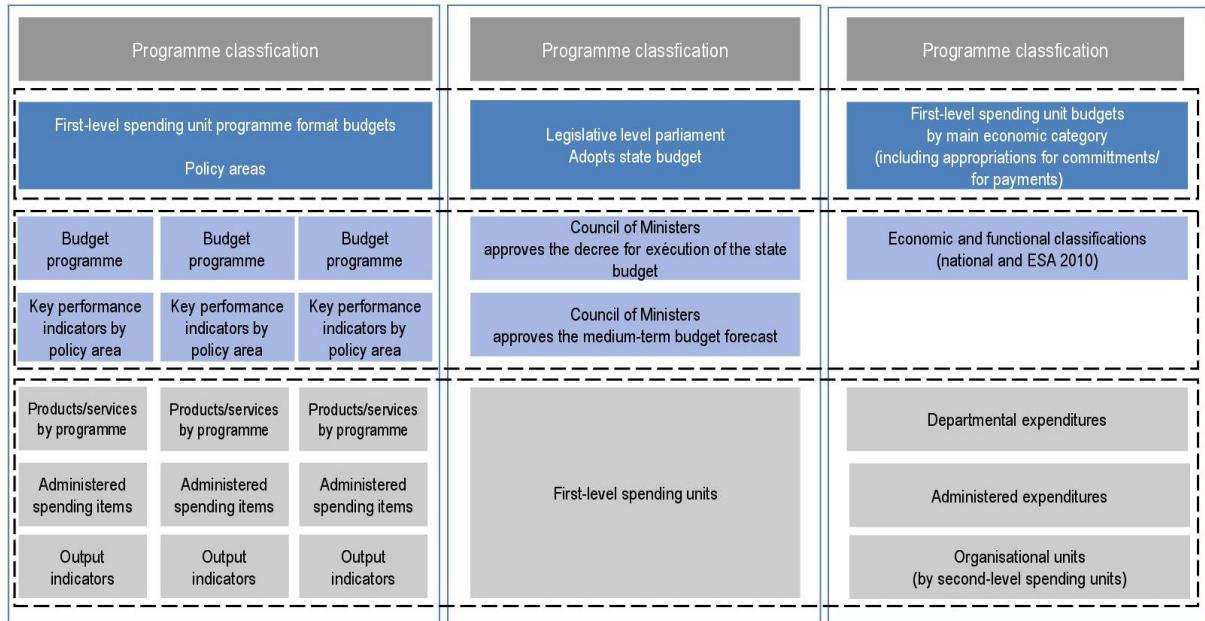 Programme classfication
Programme classfication
Programme classfication
First-level spending unit programme format budgets
Policy areas
Legislative level parliament
Adopts state budget
First-level spending unit budgets
by main economic category
(including appropriations for committments/
for payments)
Budget
programme
Budget
programme
Budget
programme
Council of Ministers
approves the decree for exécution of the state
budget
Economic and functional classifications
(national and ESA 2010)
Key performance
indicators by
policy area
Key performance
indicators by
policy area
Key performance
indicators by
policy area
Council of Ministers
approves the medium-term budget forecast
Products/services
by programme
Products/services
by programme
Products/services
by programme
First-level spending units
Departmental expenditures
Administered
spending items
Administered
spending items
Administered
spending items
Administered expenditures
Output
indicators
Output
indicators
Output
indicators
Organisational units
(by second-level spending units)